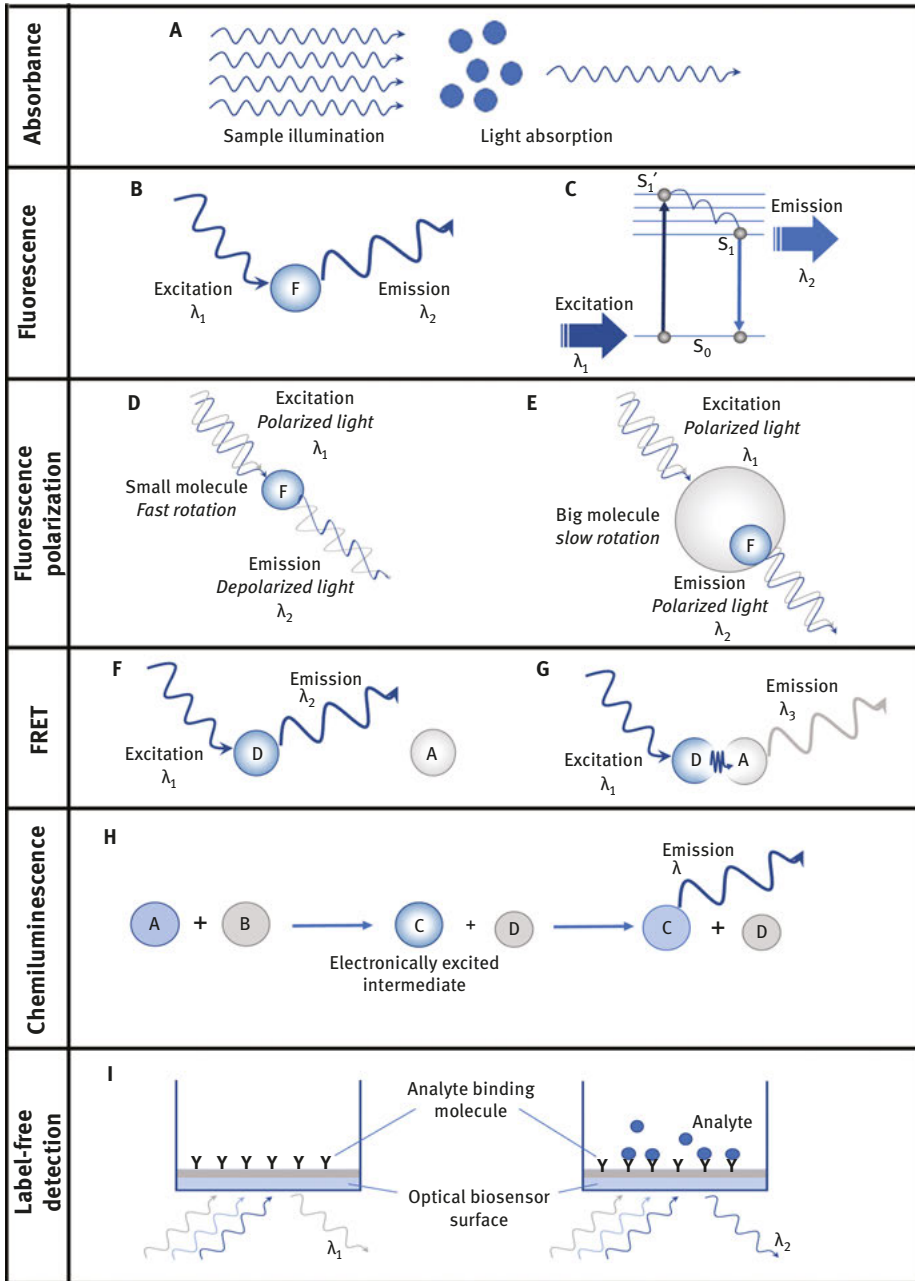 Absorbance
A
Sample illumination
Light absorption
Fluorescence
B
Excitation
λ1
F
Emission
λ2
C
S1′
S1
Emission
λ2
Excitation
λ1
S0
Fluorescence
polarization
D
Excitation
Polarized light
λ1
Small molecule
Fast rotation
F
Emission
Depolarized light
λ2
E
Excitation
Polarized light
λ1
Big molecule
slow rotation
F
Emission
Polarized light
λ2
FRET
F
Emission
λ2
Excitation
λ1
D
A
G
Emission
λ3
Excitation
λ1
D
A
Chemiluminescence
H
A + B
C + D
Electronically excited
intermediate
Emission
λ
C + D
Label-free
detection
I
Analyte binding
molecule
Analyte
Y Y Y Y Y Y
Y Y Y Y Y Y
Optical biosensor
surface
λ1
λ2